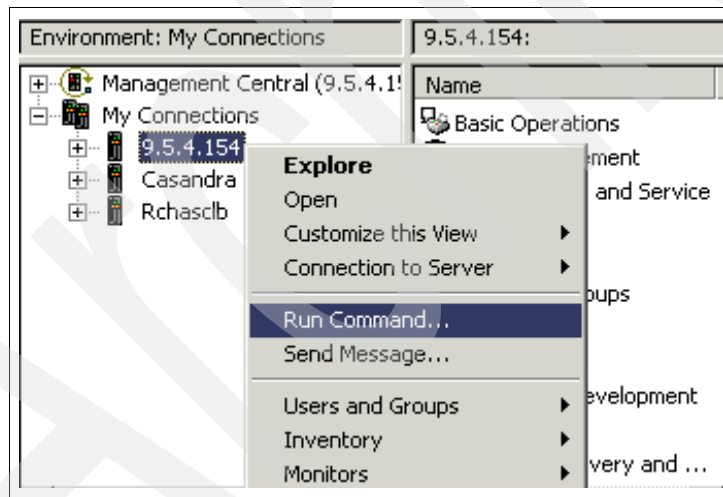 Environment: My Connections
9.5.4.154:
Management Central (9.5.4.1
Name
My Connections
Basic Operations
9.5.4.154
Explore
ement
Casandra
Open
and Service
Rchasclb
Customize this View
Connection to Server
oups
Run Command...
Send Message...
evelopment
Users and Groups
Inventory
very and ...
Monitors